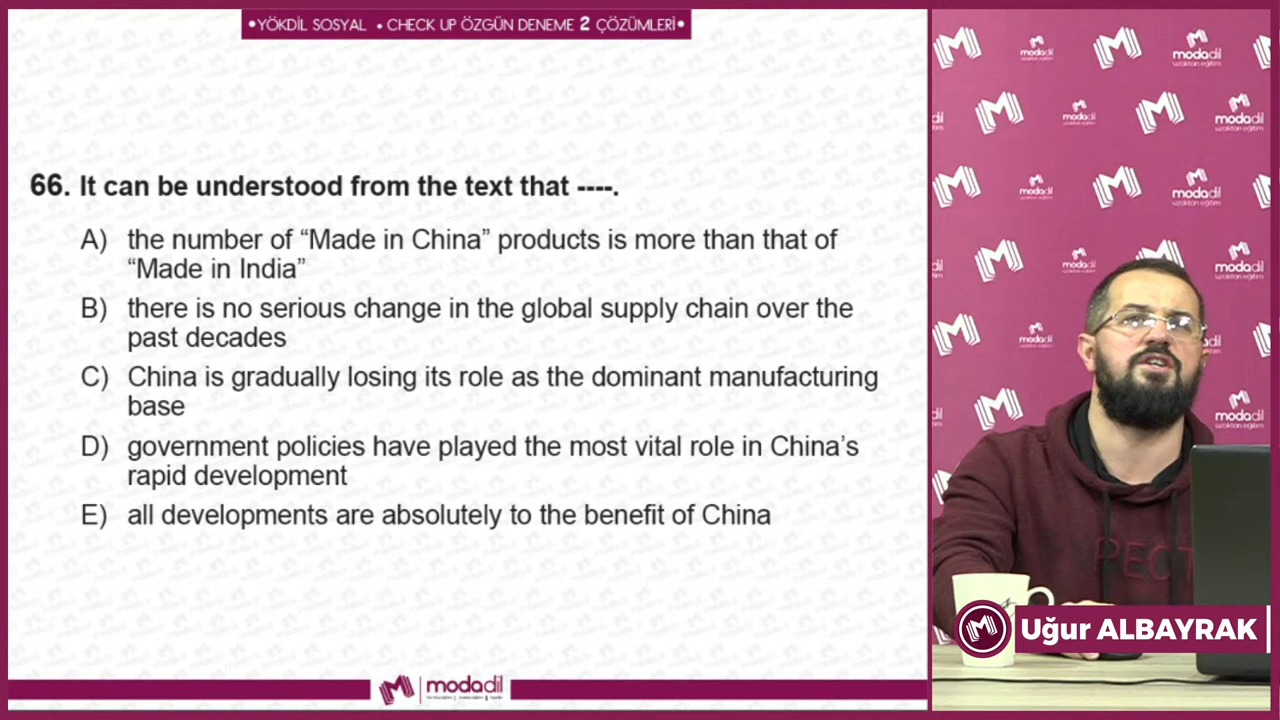 •YÖKDİL SOSYAL • CHECK UP ÖZGÜN DENEME 2 ÇÖZÜMLERİ•
66. It can be understood from the text that ----.
A) the number of “Made in China” products is more than that of
“Made in India”
B) there is no serious change in the global supply chain over the
past decades
C) China is gradually losing its role as the dominant manufacturing
base
D) government policies have played the most vital role in China’s
rapid development
E) all developments are absolutely to the benefit of China
modadil
modadil
uzaktan eğitim
Uğur ALBAYRAK